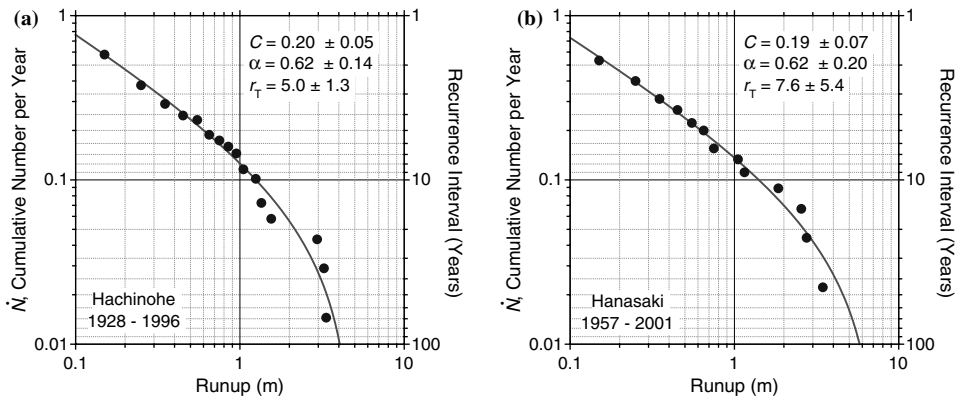 (a)
1
1
C = 0.20 ± 0.05
α = 0.62 ± 0.14
r_T = 5.0 ± 1.3
Ṅ, Cumulative Number per Year
Recurrence Interval (Years)
0.1
10
Hachinohe
1928 - 1996
0.01
100
0.1
1
10
Runup (m)
(b)
1
1
C = 0.19 ± 0.07
α = 0.62 ± 0.20
r_T = 7.6 ± 5.4
Ṅ, Cumulative Number per Year
Recurrence Interval (Years)
0.1
10
Hanasaki
1957 - 2001
0.01
100
0.1
1
10
Runup (m)